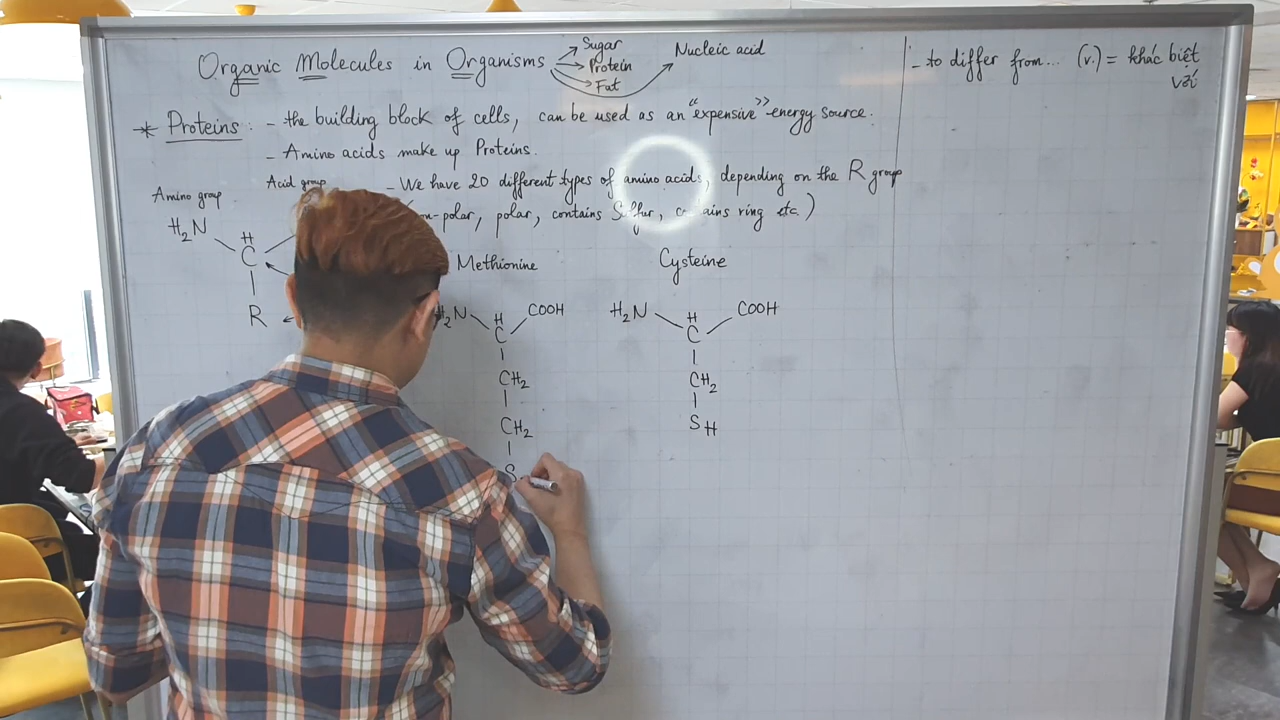 Organic Molecules in Organisms
Sugar
Protein
Fat
Nucleic acid
- to differ from... (v.) = khác biệt
với
* Proteins: - the building block of cells, can be used as an "expensive" energy source.
- Amino acids make up Proteins.
Amino group
Acid group
- We have 20 different types of amino acids, depending on the R group
polar, polar, contains Sulfur, contains ring etc)
H₂N
H
C
R
Methionine
H₂N
H
C
COOH
CH₂
CH₂
S
Cysteine
H₂N
H
C
COOH
CH₂
SH